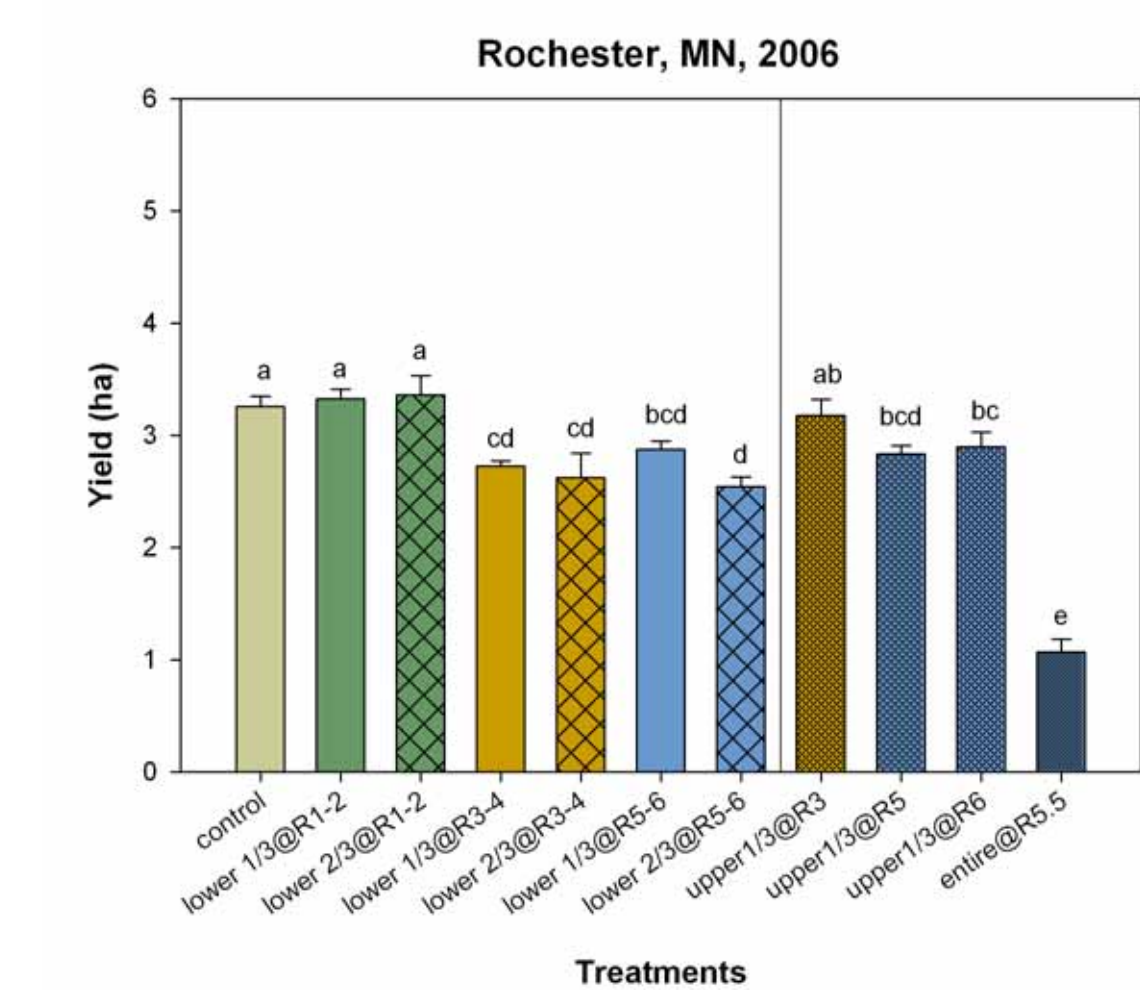 Rochester, MN, 2006
6
5
4
3
2
1
0
Yield (ha)
a
a
a
cd
cd
bcd
d
ab
bcd
bc
e
control
lower 1/3@R1-2
lower 2/3@R1-2
lower 1/3@R3-4
lower 2/3@R3-4
lower 1/3@R5-6
lower 2/3@R5-6
upper1/3@R3
upper1/3@R5
upper1/3@R6
entire@R5.5
Treatments